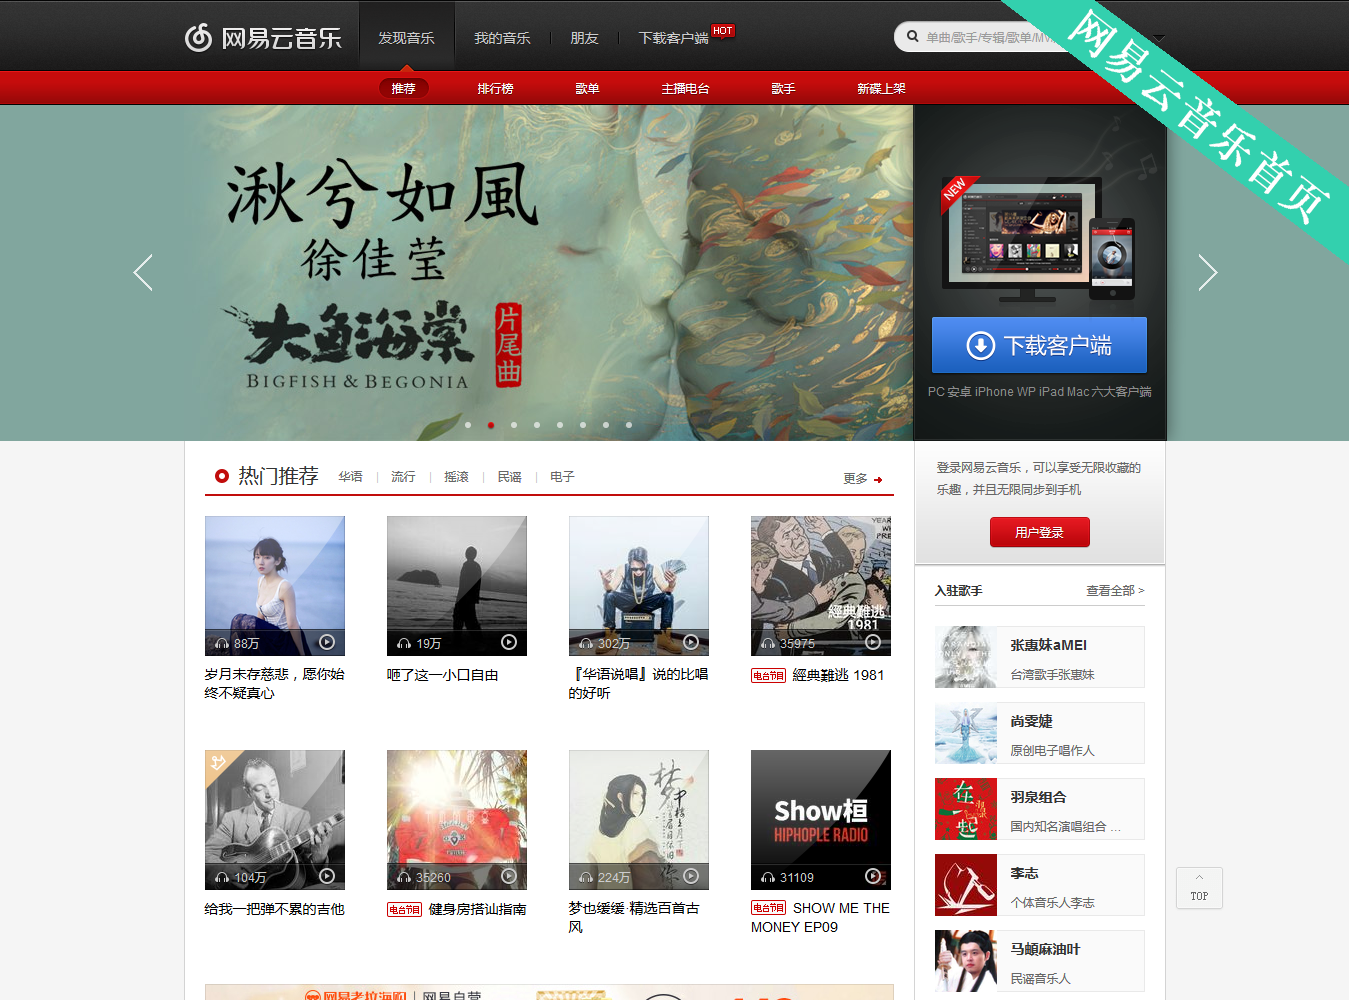 网易云音乐
发现音乐
我的音乐
朋友
下载客户端
HOT
单曲/歌手/专辑/歌单/MV
网易云音乐首页
推荐
排行榜
歌单
主播电台
歌手
新碟上架
湫兮如風
徐佳莹
大鱼海棠
片尾曲
BIGFISH & BEGONIA
NEW
下载客户端
PC 安卓 iPhone WP iPad Mac 六大客户端
热门推荐
华语
流行
摇滚
民谣
电子
更多
登录网易云音乐，可以享受无限收藏的
乐趣，并且无限同步到手机
用户登录
88万
19万
302万
經典難逃
1981
35975
岁月未存慈悲，愿你始
终不疑真心
砸了这一小口自由
『华语说唱』说的比唱
的好听
电台节目 經典難逃 1981
入驻歌手
查看全部 >
张惠妹aMEI
台湾歌手张惠妹
尚雯婕
原创电子唱作人
在一起
羽泉组合
国内知名演唱组合 ...
李志
个体音乐人李志
马頔麻油叶
民谣音乐人
TOP
104万
35260
224万
Show桓
HIPHOPLE RADIO
31109
给我一把弹不累的吉他
电台节目 健身房搭讪指南
梦也缓缓·精选百首古
风
电台节目 SHOW ME THE
MONEY EP09
网易考拉海购
网易自营